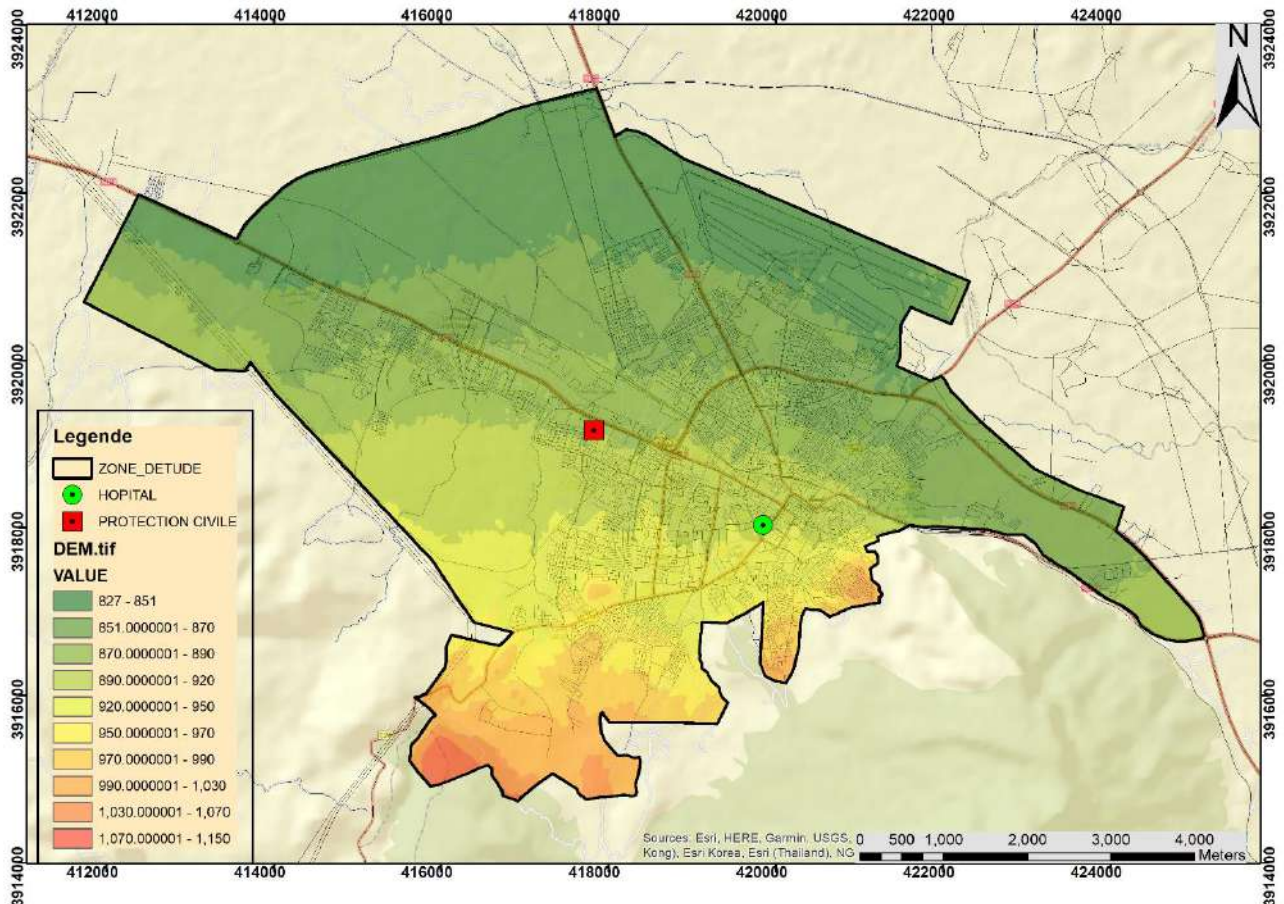 412000 414000 416000 418000 420000 422000 424000
3924000 3924000
N
3922000 3922000
3920000 3920000
Legende
ZONE_DETUDE
HOPITAL
PROTECTION CIVILE
DEM.tif
VALUE
827 - 851
851.0000001 - 870
870.0000001 - 890
890.0000001 - 920
920.0000001 - 950
950.0000001 - 970
970.0000001 - 990
990.0000001 - 1,030
1,030.000001 - 1,070
1,070.000001 - 1,150
3918000 3918000
3916000 3916000
Sources: Esri, HERE, Garmin, USGS,
Kong), Esri Korea, Esri (Thailand), NG
0 500 1,000 2,000 3,000 4,000
Meters
3914000 3914000
412000 414000 416000 418000 420000 422000 424000